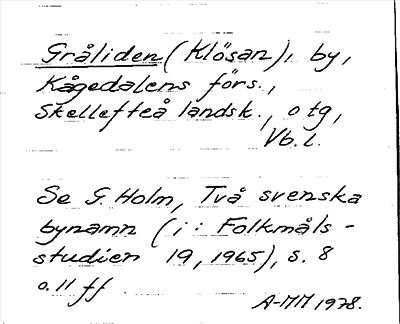 Gråliden (Klösan), by,
Kågedalens förs.,
Skellefteå landsk., o tg,
Vb. l.
Se G. Holm, Två svenska
bynamn (i: Folkmåls-
studier 19, 1965), s. 8
o. 11 ff
A-MM 1978.